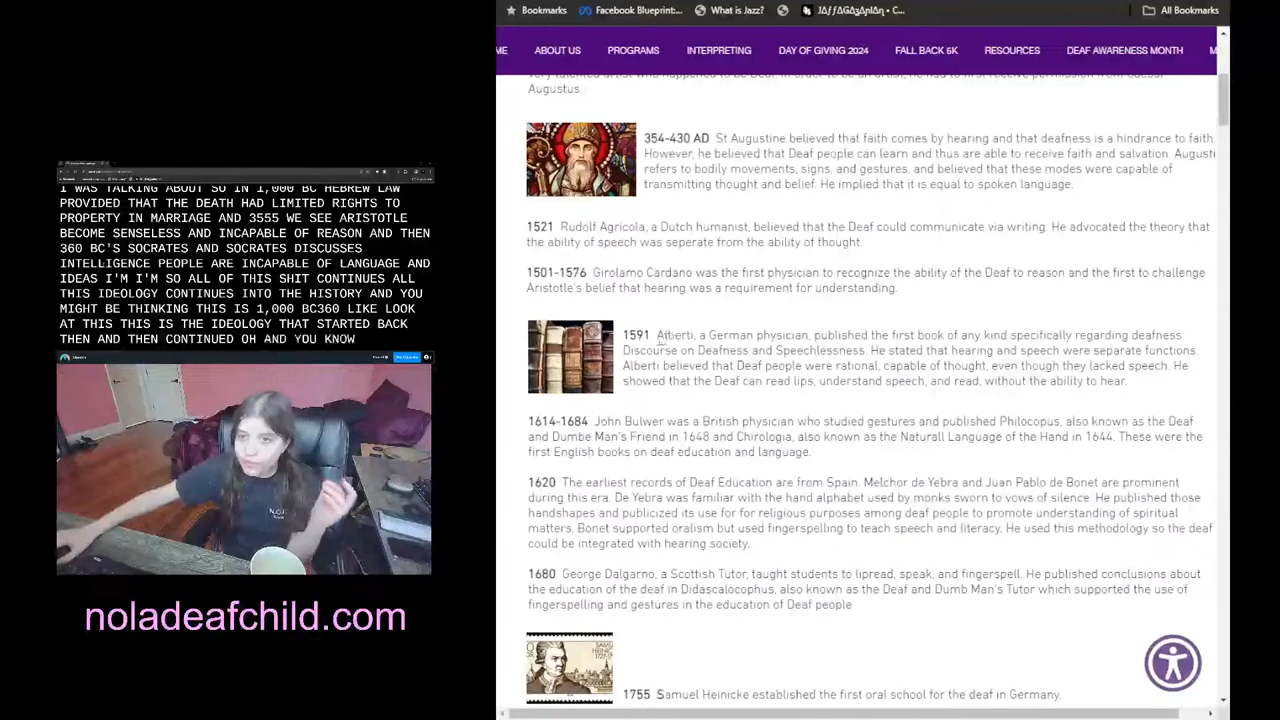 I WAS TALKING ABOUT SO IN 1,000 BC HEBREW LAW
PROVIDED THAT THE DEATH HAD LIMITED RIGHTS TO
PROPERTY IN MARRIAGE AND 3555 WE SEE ARISTOTLE
BECOME SENSELESS AND INCAPABLE OF REASON AND THEN
360 BC'S SOCRATES AND SOCRATES DISCUSSES
INTELLIGENCE PEOPLE ARE INCAPABLE OF LANGUAGE AND
IDEAS I'M I'M SO ALL OF THIS SHIT CONTINUES ALL
THIS IDEOLOGY CONTINUES INTO THE HISTORY AND YOU
MIGHT BE THINKING THIS IS 1,000 BC360 LIKE LOOK
AT THIS THIS IS THE IDEOLOGY THAT STARTED BACK
THEN AND THEN CONTINUED OH AND YOU KNOW
N.O.
noladeafchild.com
Bookmarks Facebook Blueprint:... What is Jazz? All Bookmarks
ME ABOUT US PROGRAMS INTERPRETING DAY OF GIVING 2024 FALL BACK 5K RESOURCES DEAF AWARENESS MONTH M
very talented artist who happened to be Deaf. In order to be an artist, he had to first receive permission from Caesar
Augustus.
354-430 AD St Augustine believed that faith comes by hearing and that deafness is a hindrance to faith.
However, he believed that Deaf people can learn and thus are able to receive faith and salvation. Augusti
refers to bodily movements, signs, and gestures, and believed that these modes were capable of
transmitting thought and belief. He implied that it is equal to spoken language.
1521 Rudolf Agricola, a Dutch humanist, believed that the Deaf could communicate via writing. He advocated the theory that
the ability of speech was seperate from the ability of thought.
1501-1576 Girolamo Cardano was the first physician to recognize the ability of the Deaf to reason and the first to challenge
Aristotle's belief that hearing was a requirement for understanding.
1591 Alberti, a German physician, published the first book of any kind specifically regarding deafness
Discourse on Deafness and Speechlessness. He stated that hearing and speech were separate functions.
Alberti believed that Deaf people were rational, capable of thought, even though they lacked speech. He
showed that the Deaf can read lips, understand speech, and read, without the ability to hear.
1614-1684 John Bulwer was a British physician who studied gestures and published Philocopus, also known as the Deaf
and Dumbe Man's Friend in 1648 and Chirologia, also known as the Naturall Language of the Hand in 1644. These were the
first English books on deaf education and language.
1620 The earliest records of Deaf Education are from Spain. Melchor de Yebra and Juan Pablo de Bonet are prominent
during this era. De Yebra was familiar with the hand alphabet used by monks sworn to vows of silence. He published those
handshapes and publicized its use for for religious purposes among deaf people to promote understanding of spiritual
matters. Bonet supported oralism but used fingerspelling to teach speech and literacy. He used this methodology so the deaf
could be integrated with hearing society.
1680 George Dalgarno, a Scottish Tutor, taught students to lipread, speak, and fingerspell. He published conclusions about
the education of the deaf in Didascalocophus, also known as the Deaf and Dumb Man's Tutor which supported the use of
fingerspelling and gestures in the education of Deaf people
1755 Samuel Heinicke established the first oral school for the deaf in Germany.